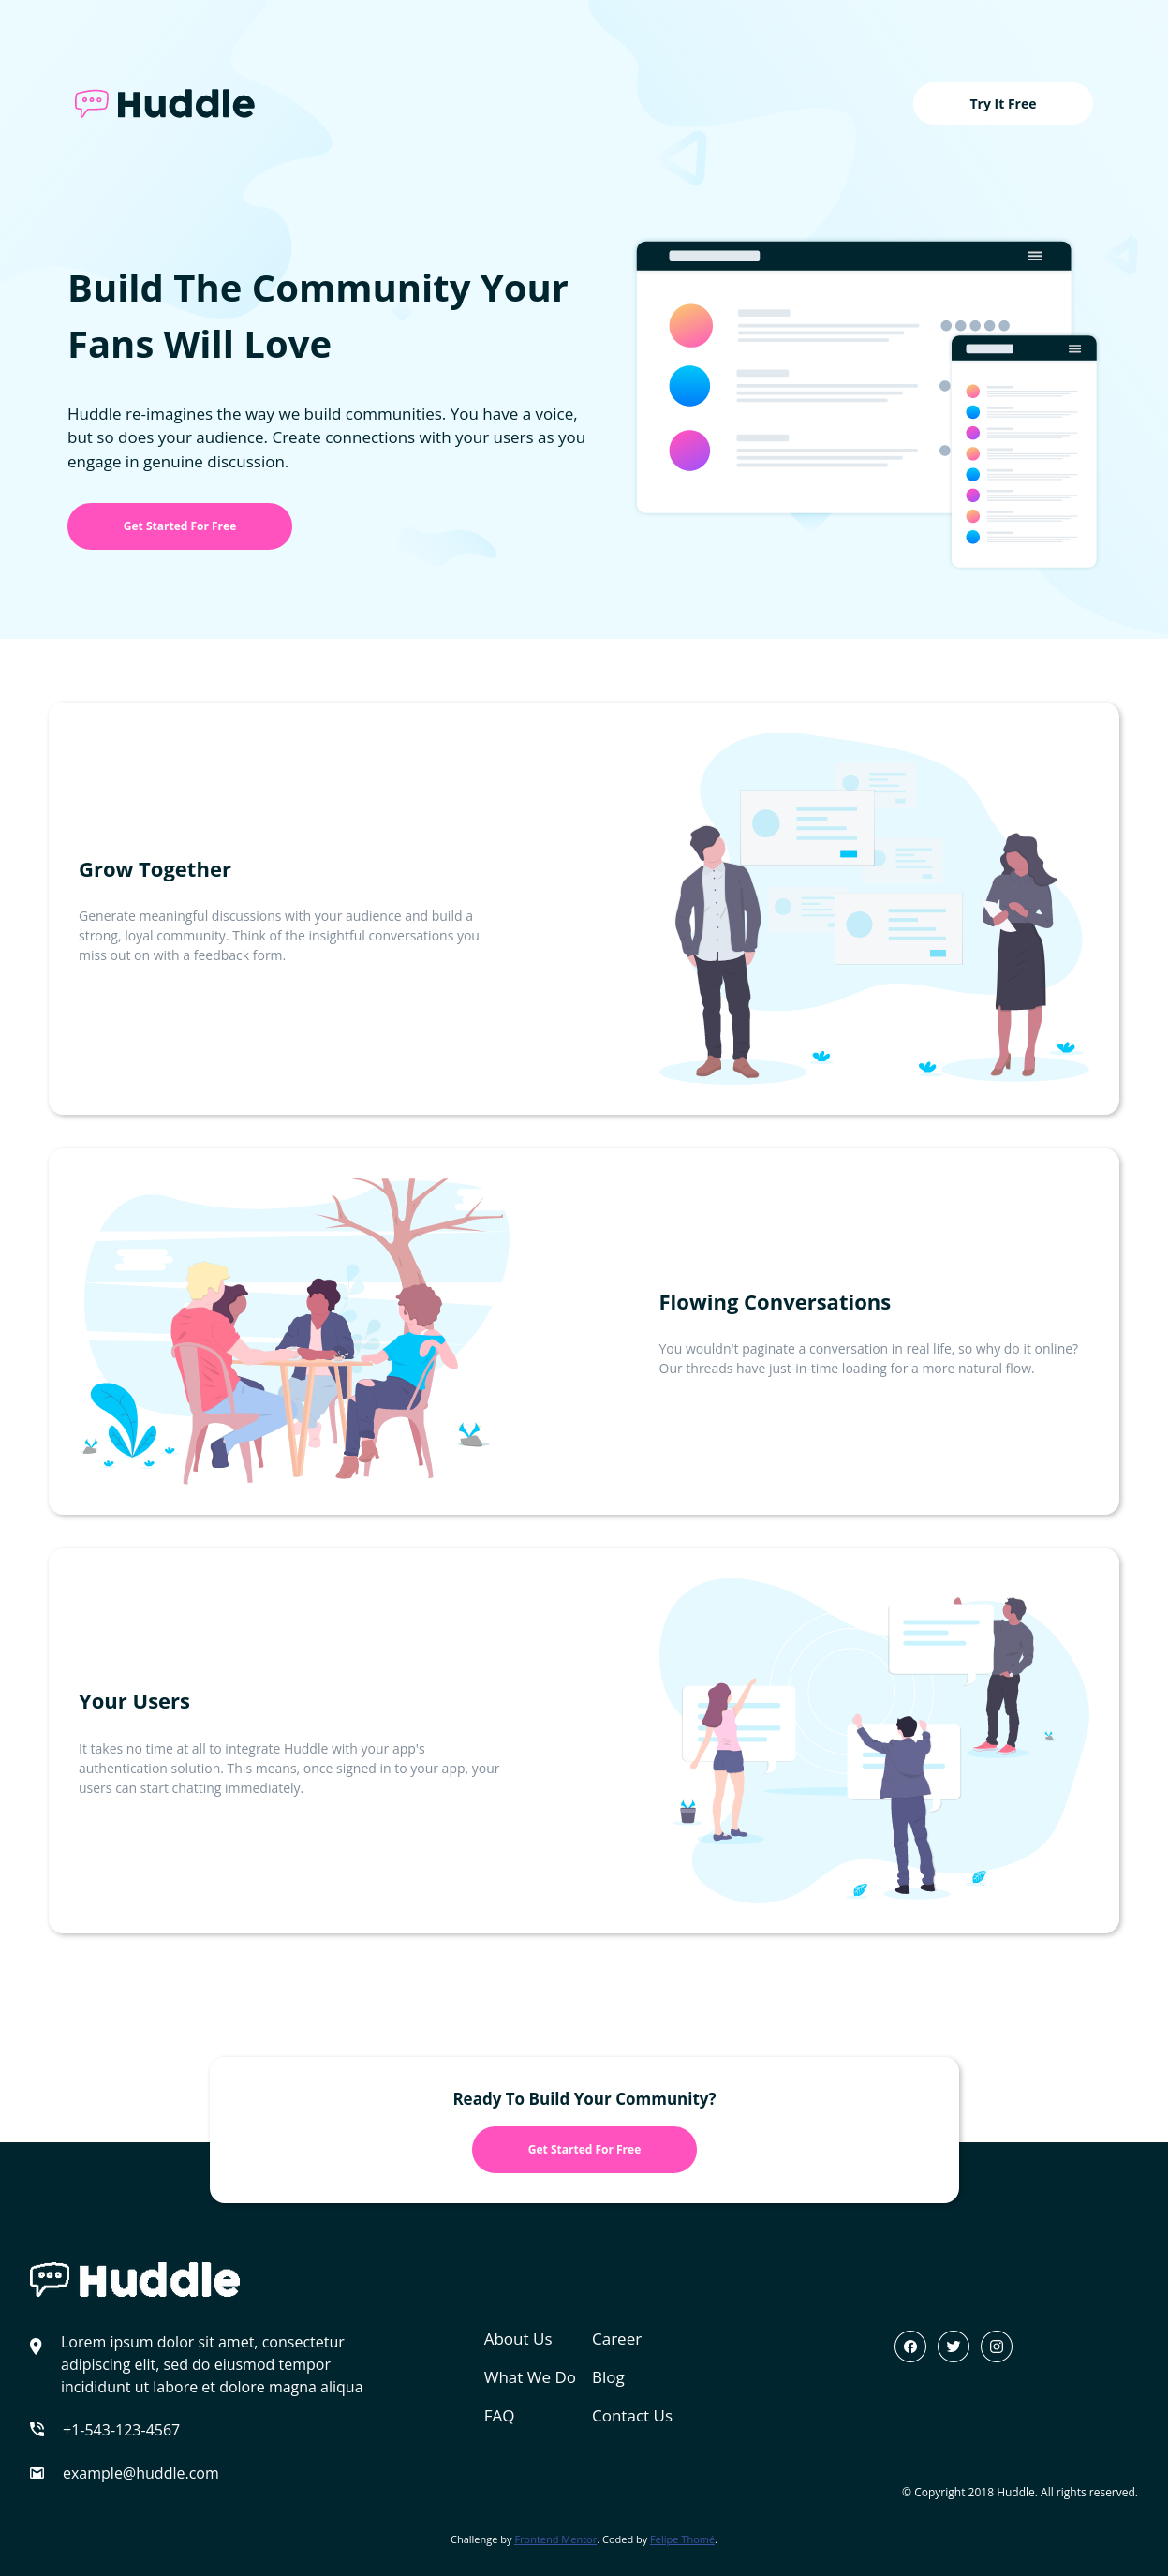 Huddle
Try It Free
Build The Community Your
Fans Will Love
Huddle re-imagines the way we build communities. You have a voice,
but so does your audience. Create connections with your users as you
engage in genuine discussion.
Get Started For Free
Grow Together
Generate meaningful discussions with your audience and build a
strong, loyal community. Think of the insightful conversations you
miss out on with a feedback form.
Flowing Conversations
You wouldn't paginate a conversation in real life, so why do it online?
Our threads have just-in-time loading for a more natural flow.
Your Users
It takes no time at all to integrate Huddle with your app's
authentication solution. This means, once signed in to your app, your
users can start chatting immediately.
Ready To Build Your Community?
Get Started For Free
Huddle
Lorem ipsum dolor sit amet, consectetur
adipiscing elit, sed do eiusmod tempor
incididunt ut labore et dolore magna aliqua
+1-543-123-4567
example@huddle.com
About Us
What We Do
FAQ
Career
Blog
Contact Us
© Copyright 2018 Huddle. All rights reserved.
Challenge by Frontend Mentor. Coded by Felipe Thomé.